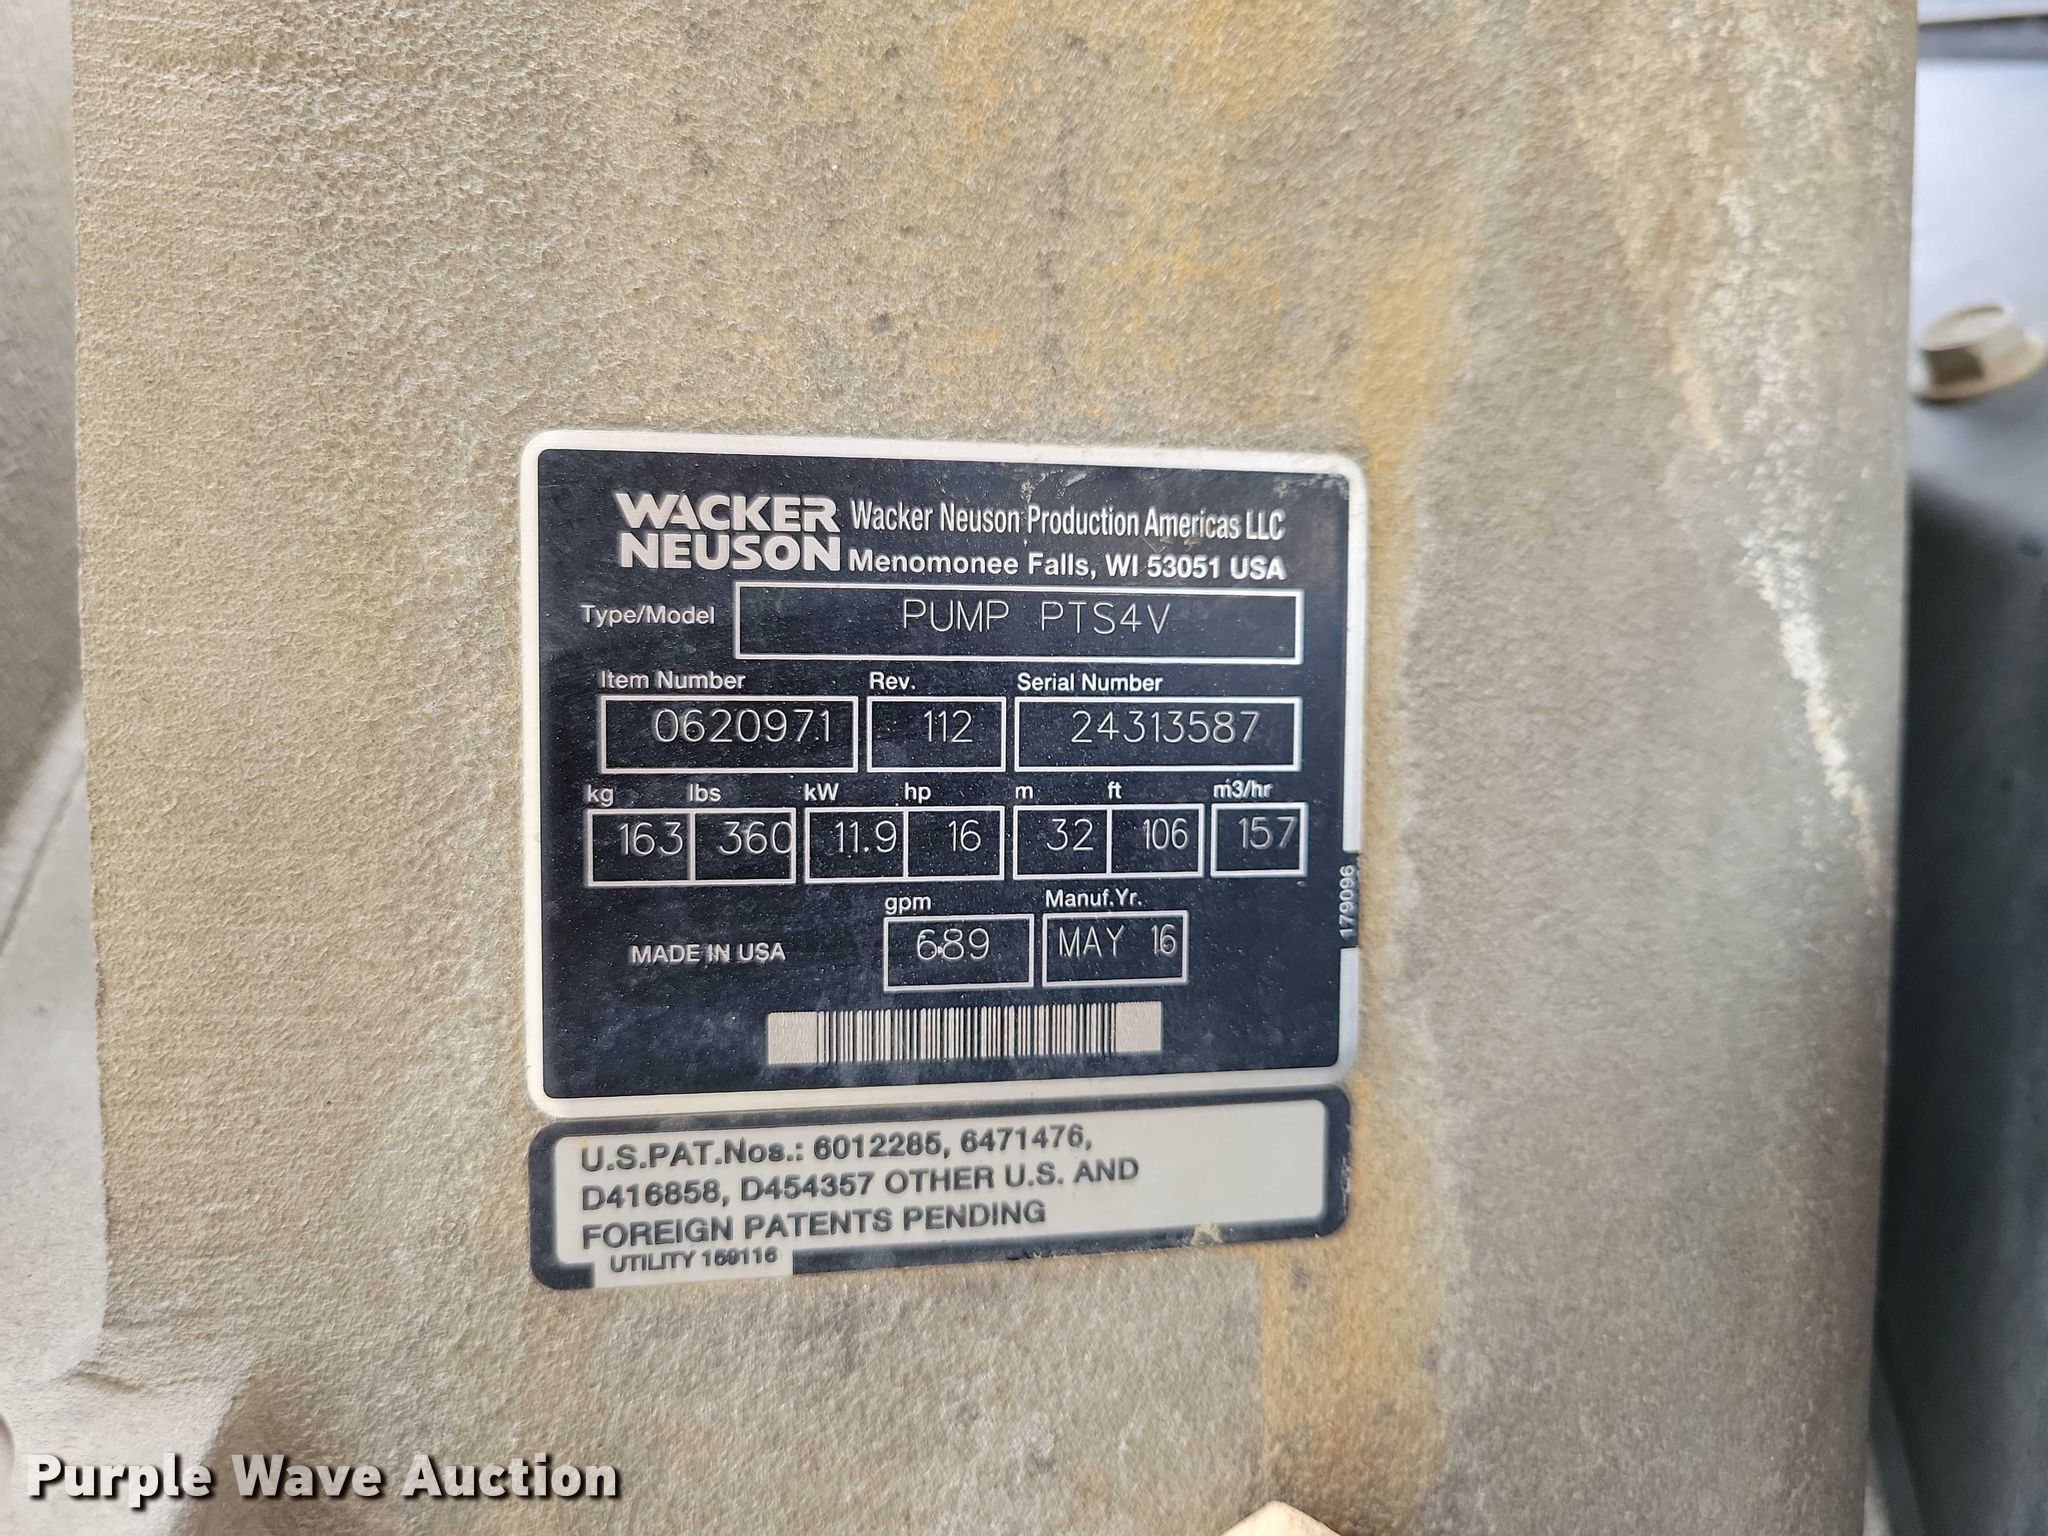 WACKER NEUSON
Wacker Neuson Production Americas LLC
Menomonee Falls, WI 53051 USA
Type/Model PUMP PTS4V
Item Number Rev. Serial Number
0620971 112 24313587
kg lbs kW hp m ft m3/hr
163 360 11.9 16 32 106 157
gpm Manuf.Yr.
MADE IN USA 689 MAY 16
179096
U.S.PAT.Nos.: 6012285, 6471476,
D416858, D454357 OTHER U.S. AND
FOREIGN PATENTS PENDING
UTILITY 159116
Purple Wave Auction